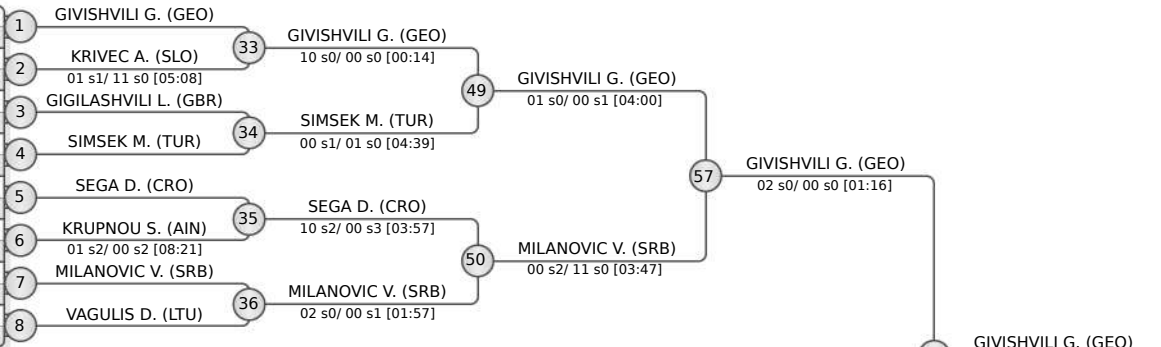 1
GIVISHVILI G. (GEO)
2
KRIVEC A. (SLO)
01 s1/ 11 s0 [05:08]
3
GIGILASHVILI L. (GBR)
4
SIMSEK M. (TUR)
5
SEGA D. (CRO)
6
KRUPNOU S. (AIN)
01 s2/ 00 s2 [08:21]
7
MILANOVIC V. (SRB)
8
VAGULIS D. (LTU)
33
GIVISHVILI G. (GEO)
10 s0/ 00 s0 [00:14]
34
SIMSEK M. (TUR)
00 s1/ 01 s0 [04:39]
35
SEGA D. (CRO)
10 s2/ 00 s3 [03:57]
36
MILANOVIC V. (SRB)
02 s0/ 00 s1 [01:57]
49
GIVISHVILI G. (GEO)
01 s0/ 00 s1 [04:00]
50
MILANOVIC V. (SRB)
00 s2/ 11 s0 [03:47]
57
GIVISHVILI G. (GEO)
02 s0/ 00 s0 [01:16]
GIVISHVILI G. (GEO)